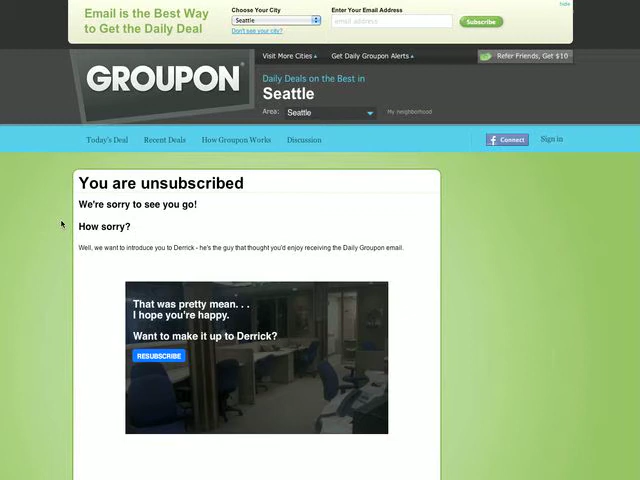 hide
Email is the Best Way
to Get the Daily Deal
Choose Your City
Enter Your Email Address
Seattle
email address
Subscribe
Don't see your city?
Visit More Cities
Get Daily Groupon Alerts
Refer Friends, Get $10
GROUPON
Daily Deals on the Best in
Seattle
Area:
Seattle
My neighborhood
Today's Deal
Recent Deals
How Groupon Works
Discussion
f Connect
Sign in
You are unsubscribed
We're sorry to see you go!
How sorry?
Well, we want to introduce you to Derrick - he's the guy that thought you'd enjoy receiving the Daily Groupon email.
That was pretty mean. . .
I hope you're happy.
Want to make it up to Derrick?
RESUBSCRIBE